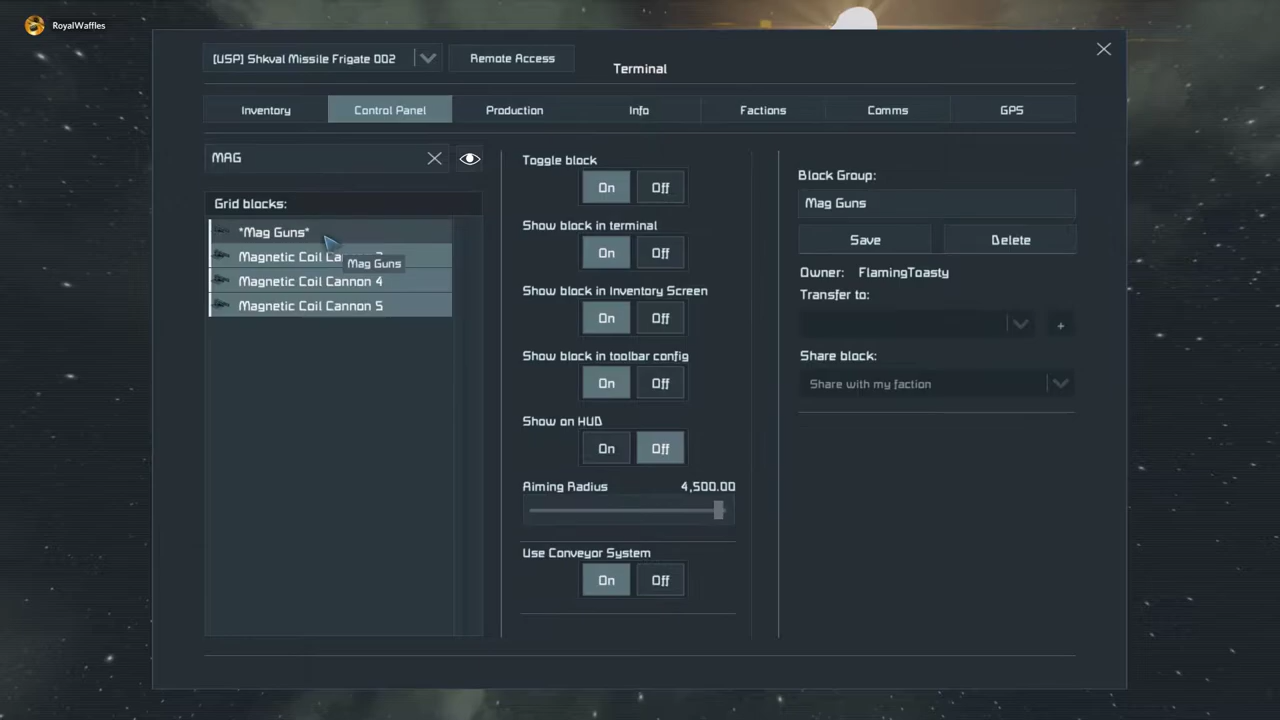 RoyalWaffles
[USP] Shkval Missile Frigate 002
Remote Access
Terminal
Inventory
Control Panel
Production
Info
Factions
Comms
GPS
MAG
Grid blocks:
*Mag Guns*
Magnetic Coil
Mag Guns
Magnetic Coil Cannon 4
Magnetic Coil Cannon 5
Toggle block
On Off
Show block in terminal
On Off
Show block in Inventory Screen
On Off
Show block in toolbar config
On Off
Show on HUD
On Off
Aiming Radius 4,500.00
Use Conveyor System
On Off
Block Group:
Mag Guns
Save Delete
Owner: FlamingToasty
Transfer to:
+
Share block:
Share with my faction